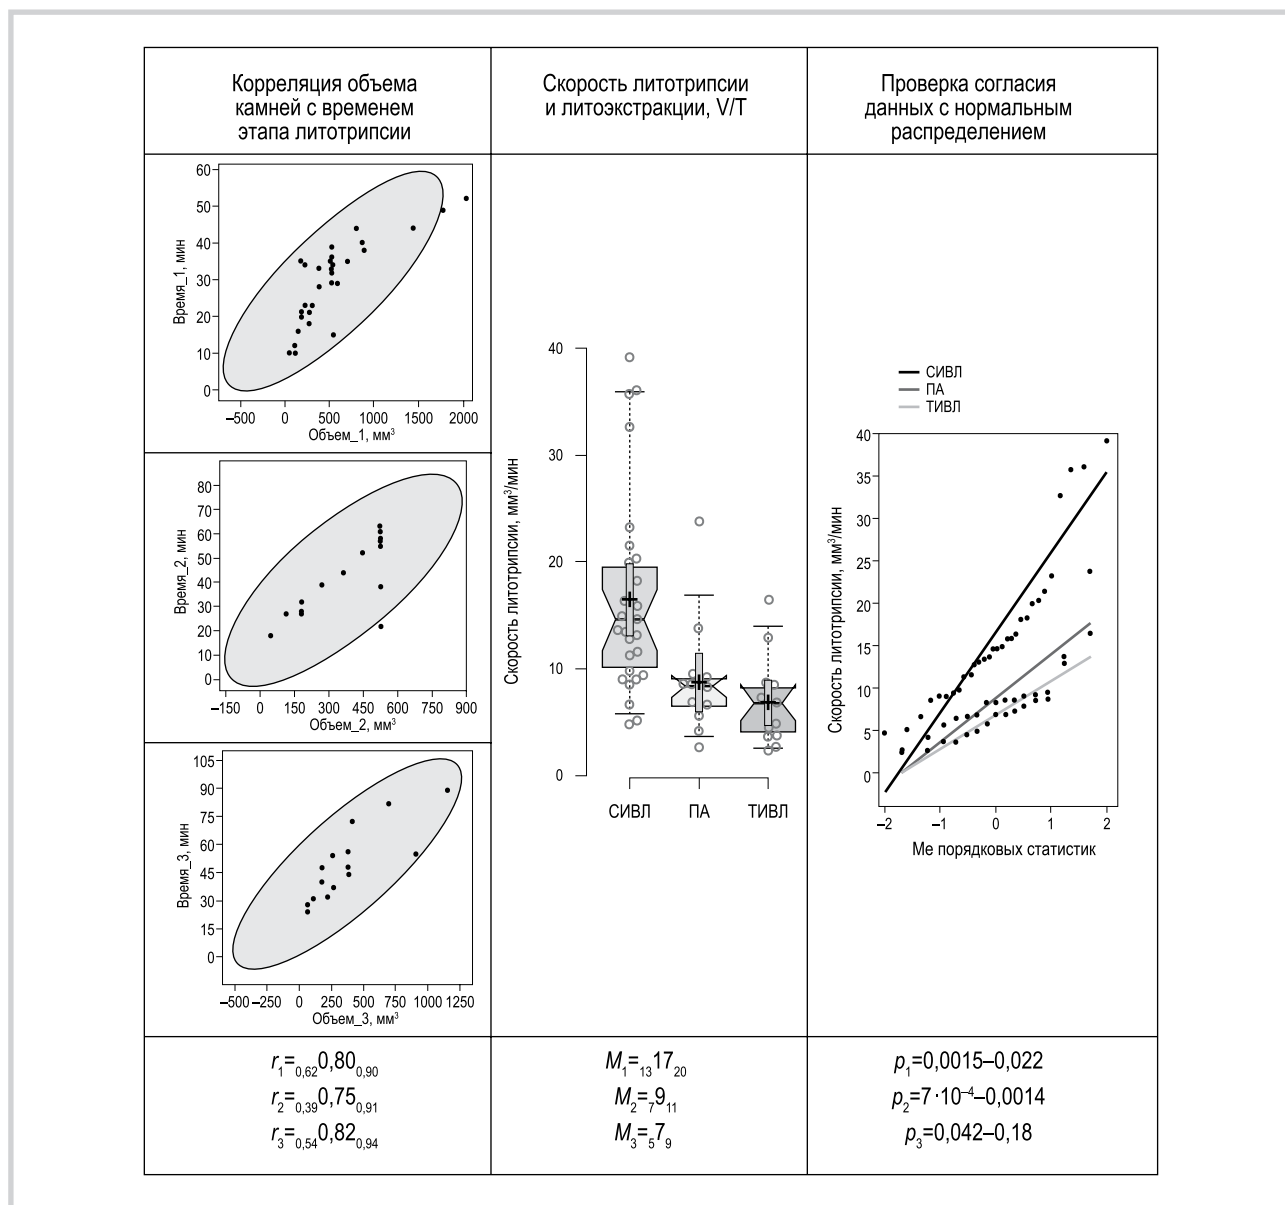 Корреляция объема
камней с временем
этапа литотрипсии
Скорость литотрипсии
и литоэкстракции, V/T
Проверка согласия
данных с нормальным
распределением
Время_1, мин
60
50
40
30
20
10
0
–500 0 500 1000 1500 2000
Объем_1, мм³
Время_2, мин
80
70
60
50
40
30
20
10
0
–150 0 150 300 450 600 750 900
Объем_2, мм³
Время_3, мин
105
90
75
60
45
30
15
0
–500 –250 0 250 500 750 1000 1250
Объем_3, мм³
Скорость литотрипсии, мм³/мин
40
30
20
10
0
СИВЛ ПА ТИВЛ
СИВЛ
ПА
ТИВЛ
Скорость литотрипсии, мм³/мин
40
35
30
25
20
15
10
5
0
–2 –1 0 1 2
Ме порядковых статистик
r₁=₀,₆₂0,80₀,₉₀
r₂=₀,₃₉0,75₀,₉₁
r₃=₀,₅₄0,82₀,₉₄
M₁=₁₃17₂₀
M₂=₇9₁₁
M₃=₅7₉
p₁=0,0015–0,022
p₂=7·10⁻⁴–0,0014
p₃=0,042–0,18